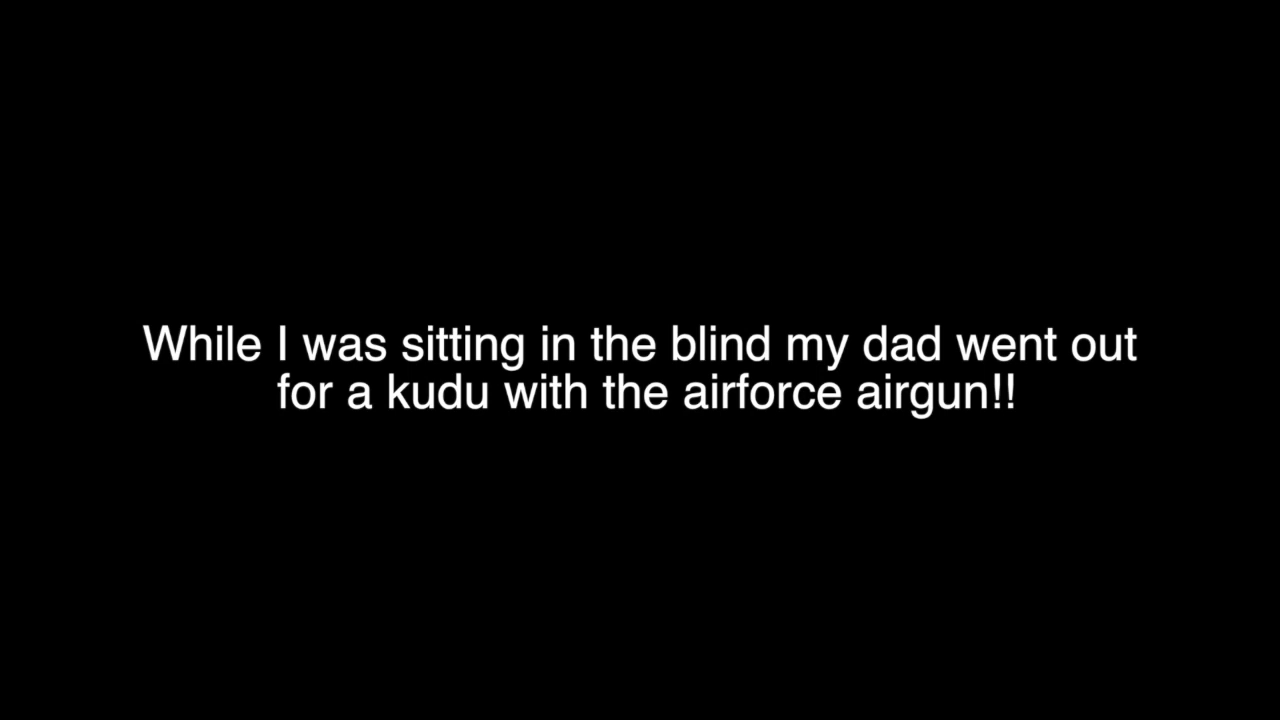 While I was sitting in the blind my dad went out
for a kudu with the airforce airgun!!